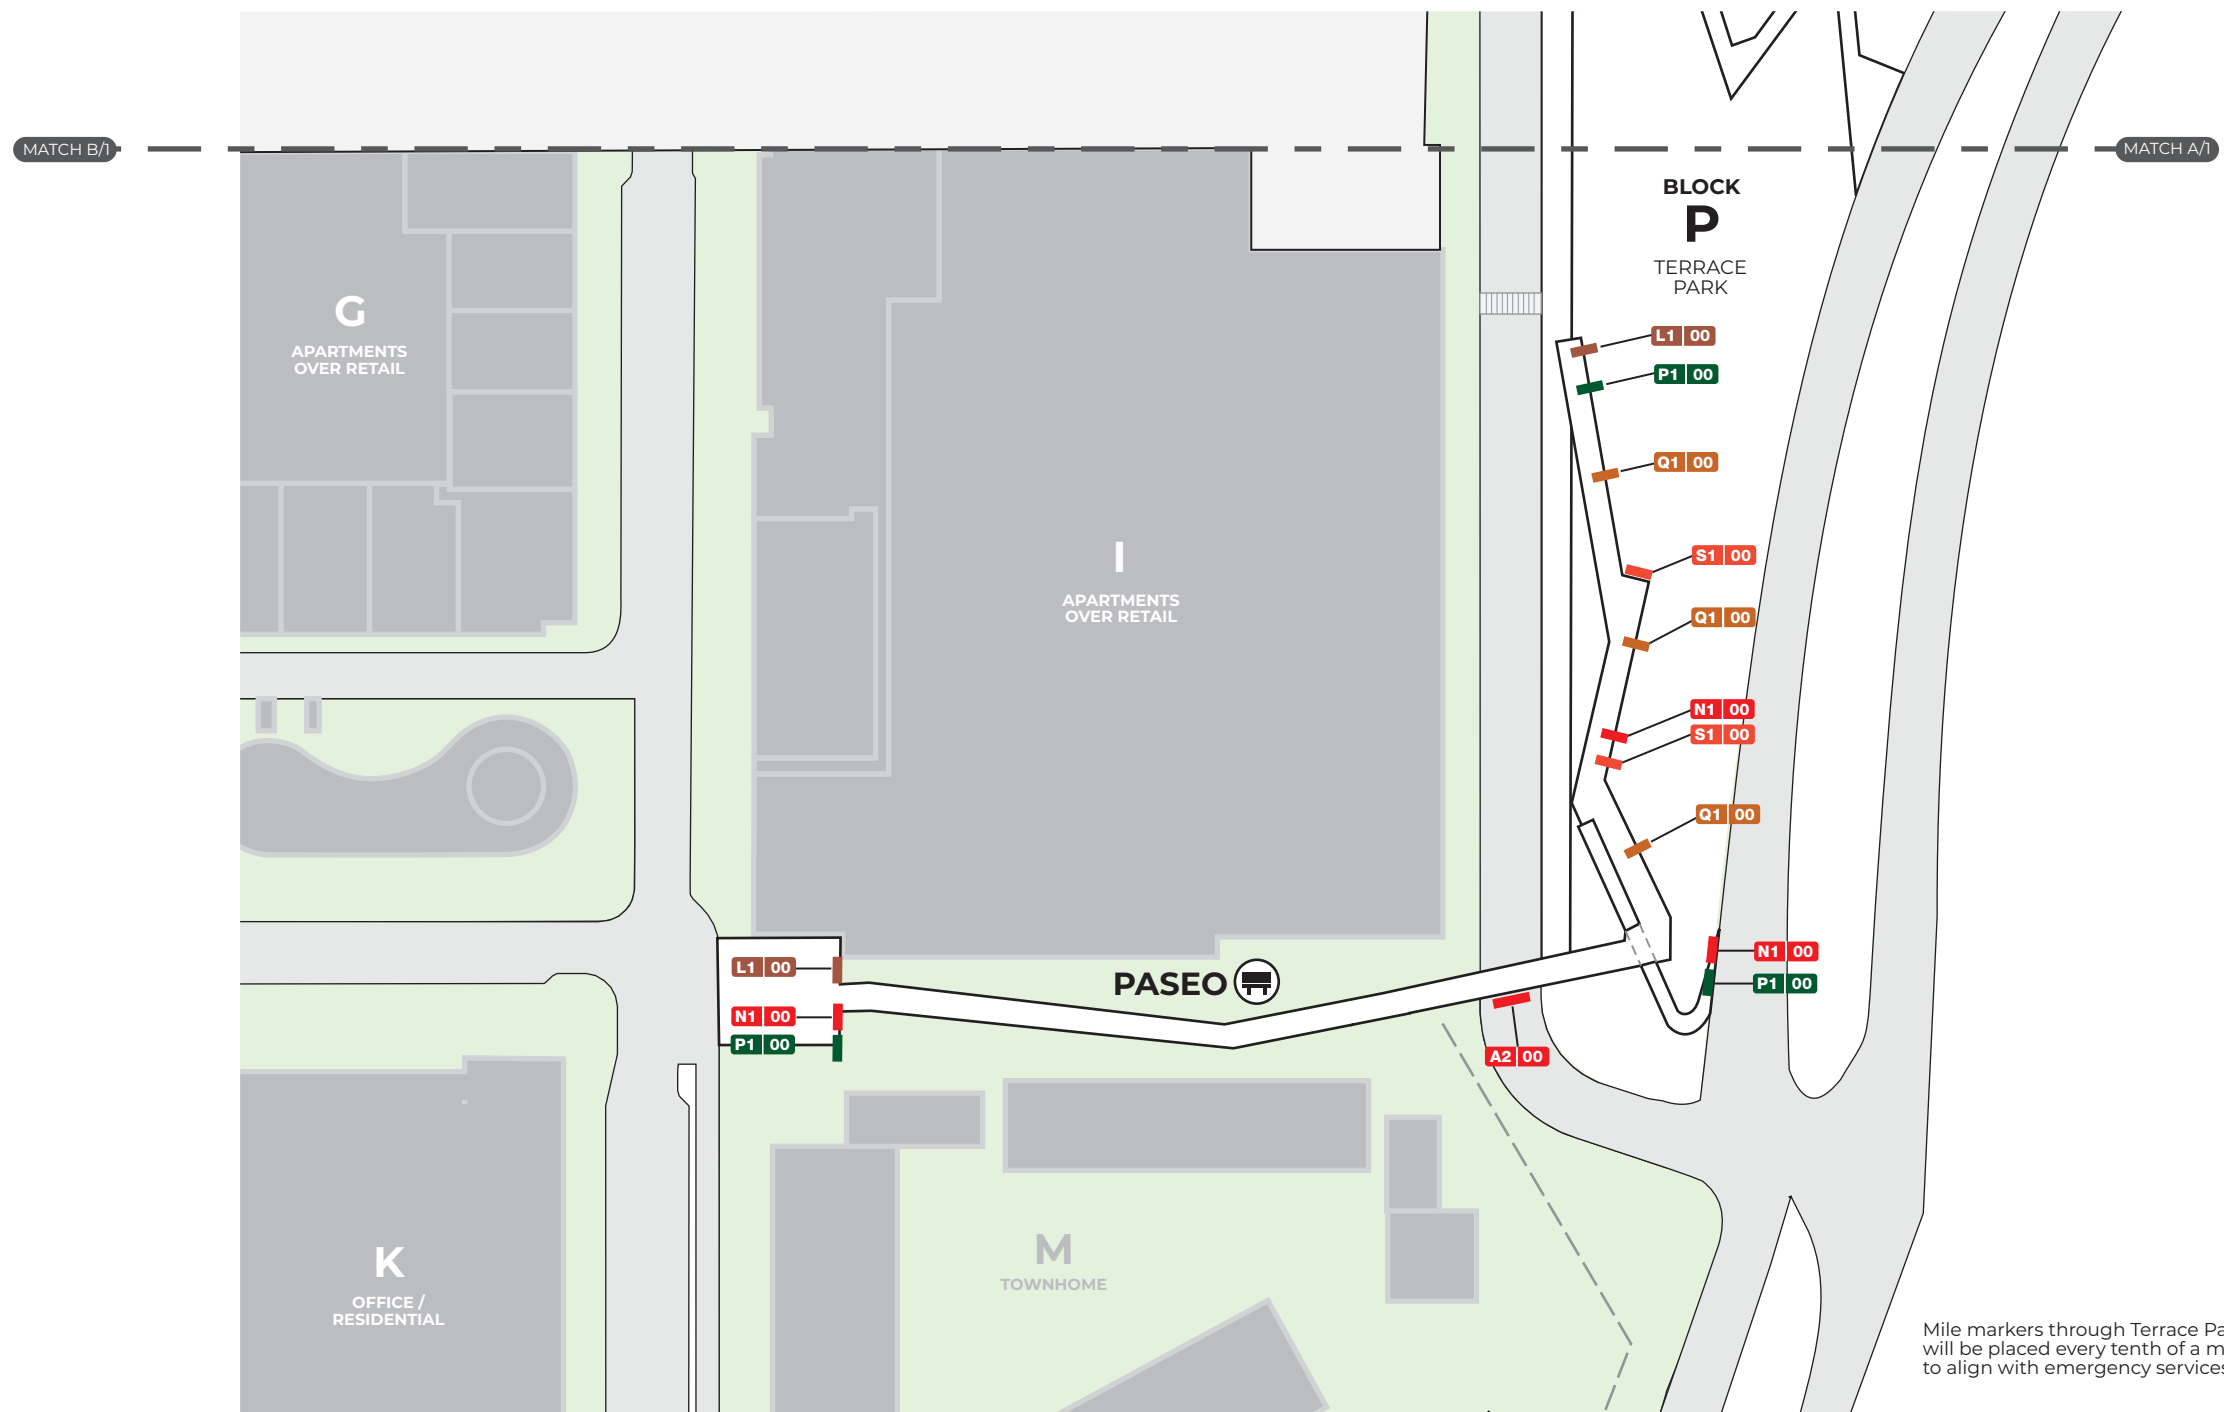 MATCH B/1
MATCH A/1
BLOCK
P
TERRACE
PARK
G
APARTMENTS
OVER RETAIL
L1 00
P1 00
Q1 00
I
APARTMENTS
OVER RETAIL
S1 00
Q1 00
N1 00
S1 00
Q1 00
L1 00
N1 00
P1 00
PASEO
N1 00
P1 00
A2 00
K
OFFICE /
RESIDENTIAL
M
TOWNHOME
Mile markers through Terrace
will be placed every tenth of a
to align with emergency services